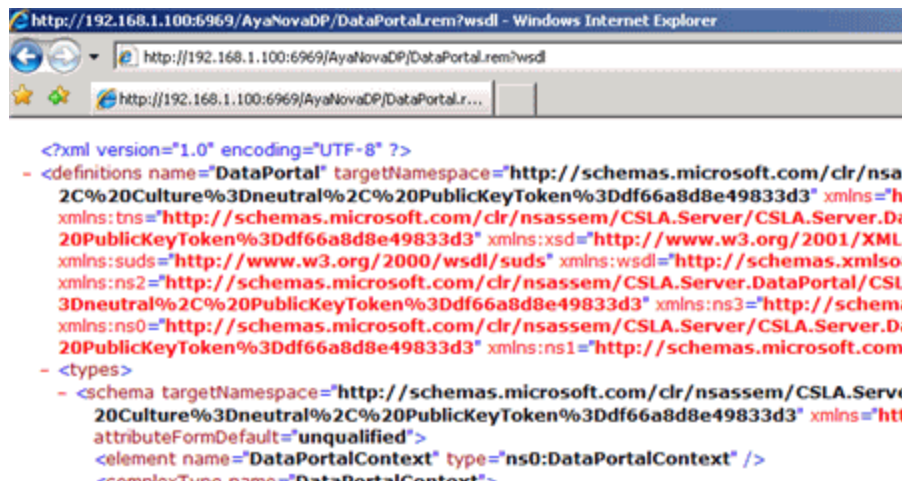 http://192.168.1.100:6969/AyaNovaDP/DataPortal.rem?wsdl - Windows Internet Explorer
http://192.168.1.100:6969/AyaNovaDP/DataPortal.rem?wsdl
http://192.168.1.100:6969/AyaNovaDP/DataPortal.r...
<?xml version="1.0" encoding="UTF-8" ?>
- <definitions name="DataPortal" targetNamespace="http://schemas.microsoft.com/clr/nsa
2C%20Culture%3Dneutral%2C%20PublicKeyToken%3Ddf66a8d8e49833d3" xmlns="h
xmlns:tns="http://schemas.microsoft.com/clr/nsassem/CSLA.Server/CSLA.Server.Da
20PublicKeyToken%3Ddf66a8d8e49833d3" xmlns:xsd="http://www.w3.org/2001/XML
xmlns:suds="http://www.w3.org/2000/wsdl/suds" xmlns:wsdl="http://schemas.xmlso
xmlns:ns2="http://schemas.microsoft.com/clr/nsassem/CSLA.Server.DataPortal/CSL
3Dneutral%2C%20PublicKeyToken%3Ddf66a8d8e49833d3" xmlns:ns3="http://schema
xmlns:ns0="http://schemas.microsoft.com/clr/nsassem/CSLA.Server/CSLA.Server.Da
20PublicKeyToken%3Ddf66a8d8e49833d3" xmlns:ns1="http://schemas.microsoft.com
- <types>
- <schema targetNamespace="http://schemas.microsoft.com/clr/nsassem/CSLA.Serve
20Culture%3Dneutral%2C%20PublicKeyToken%3Ddf66a8d8e49833d3" xmlns="htt
attributeFormDefault="unqualified">
<element name="DataPortalContext" type="ns0:DataPortalContext" />
<complexType name="DataPortalContext">